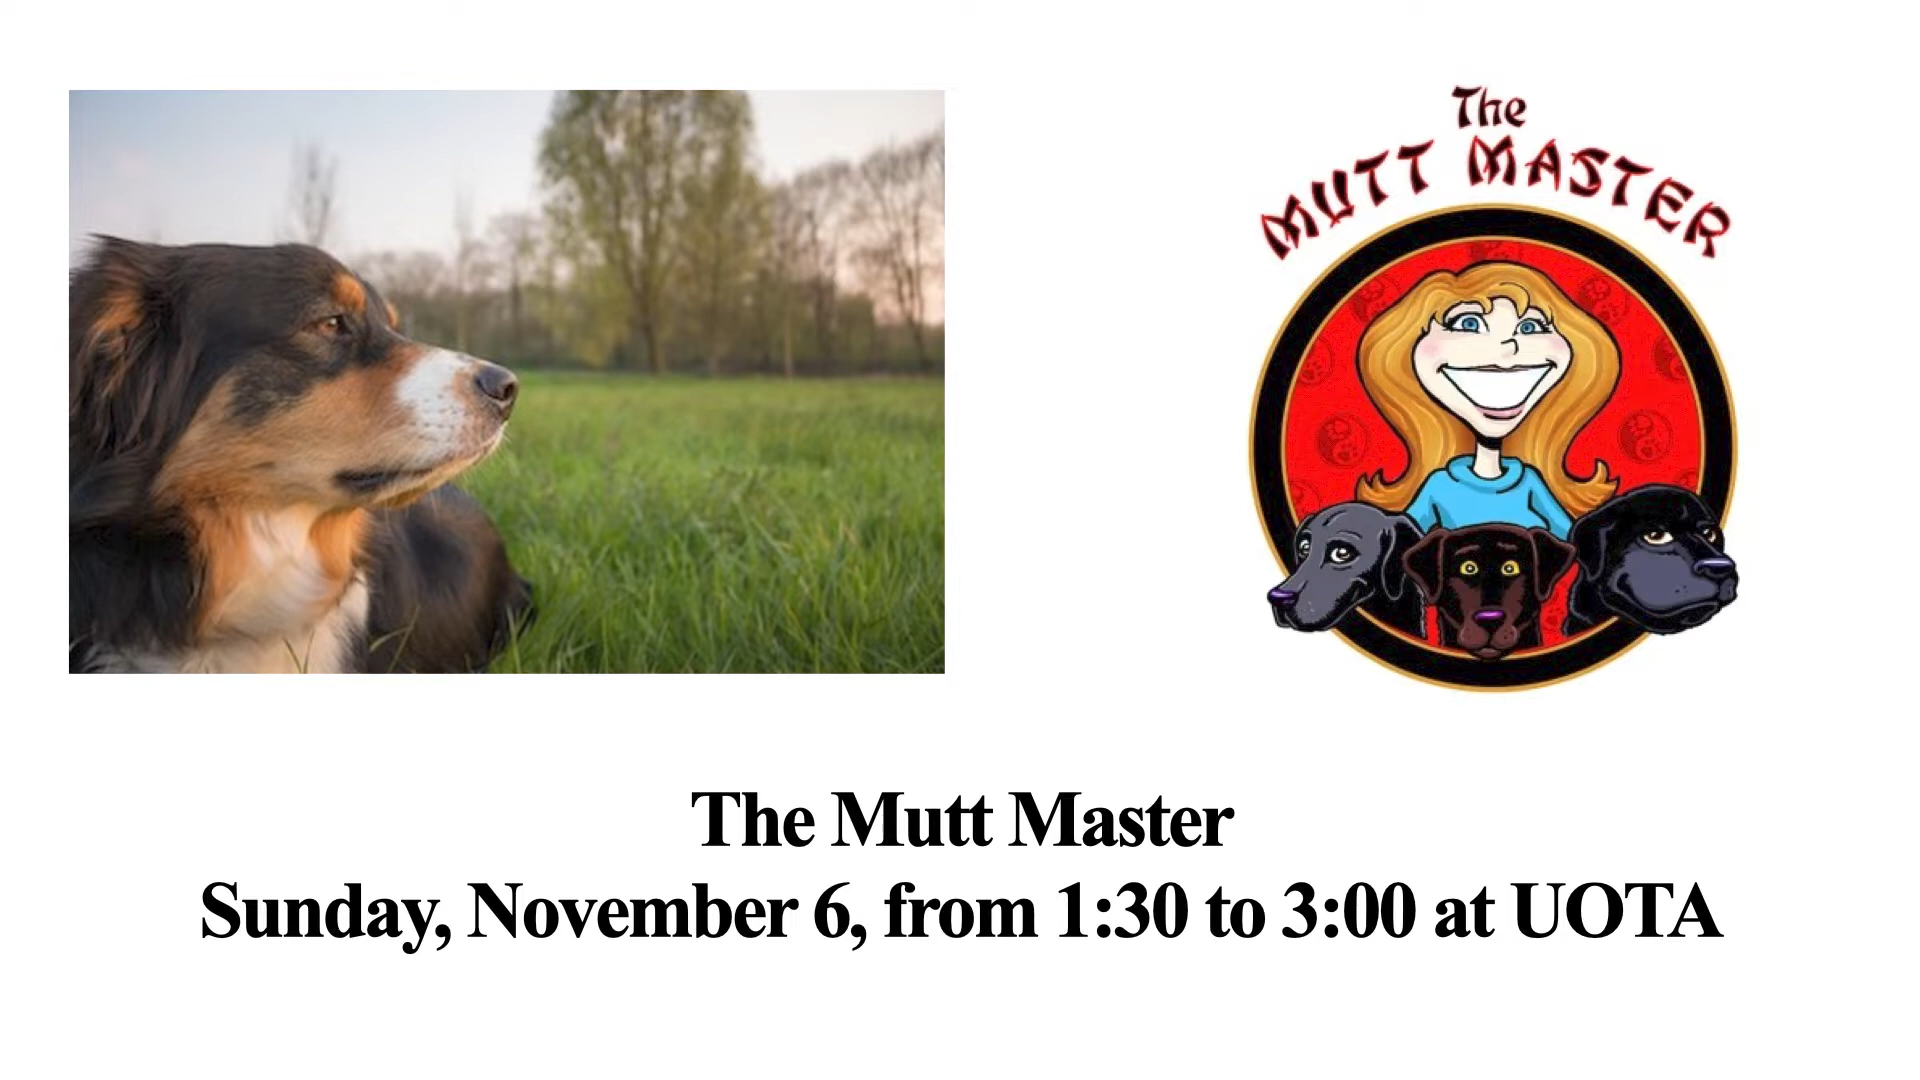 The
MUTT MASTER
The Mutt Master
Sunday, November 6, from 1:30 to 3:00 at UOTA